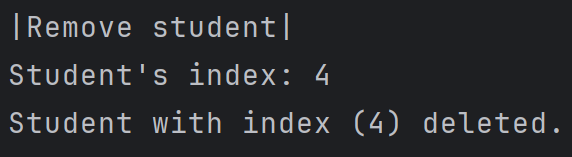 |Remove student|
Student's index: 4
Student with index (4) deleted.